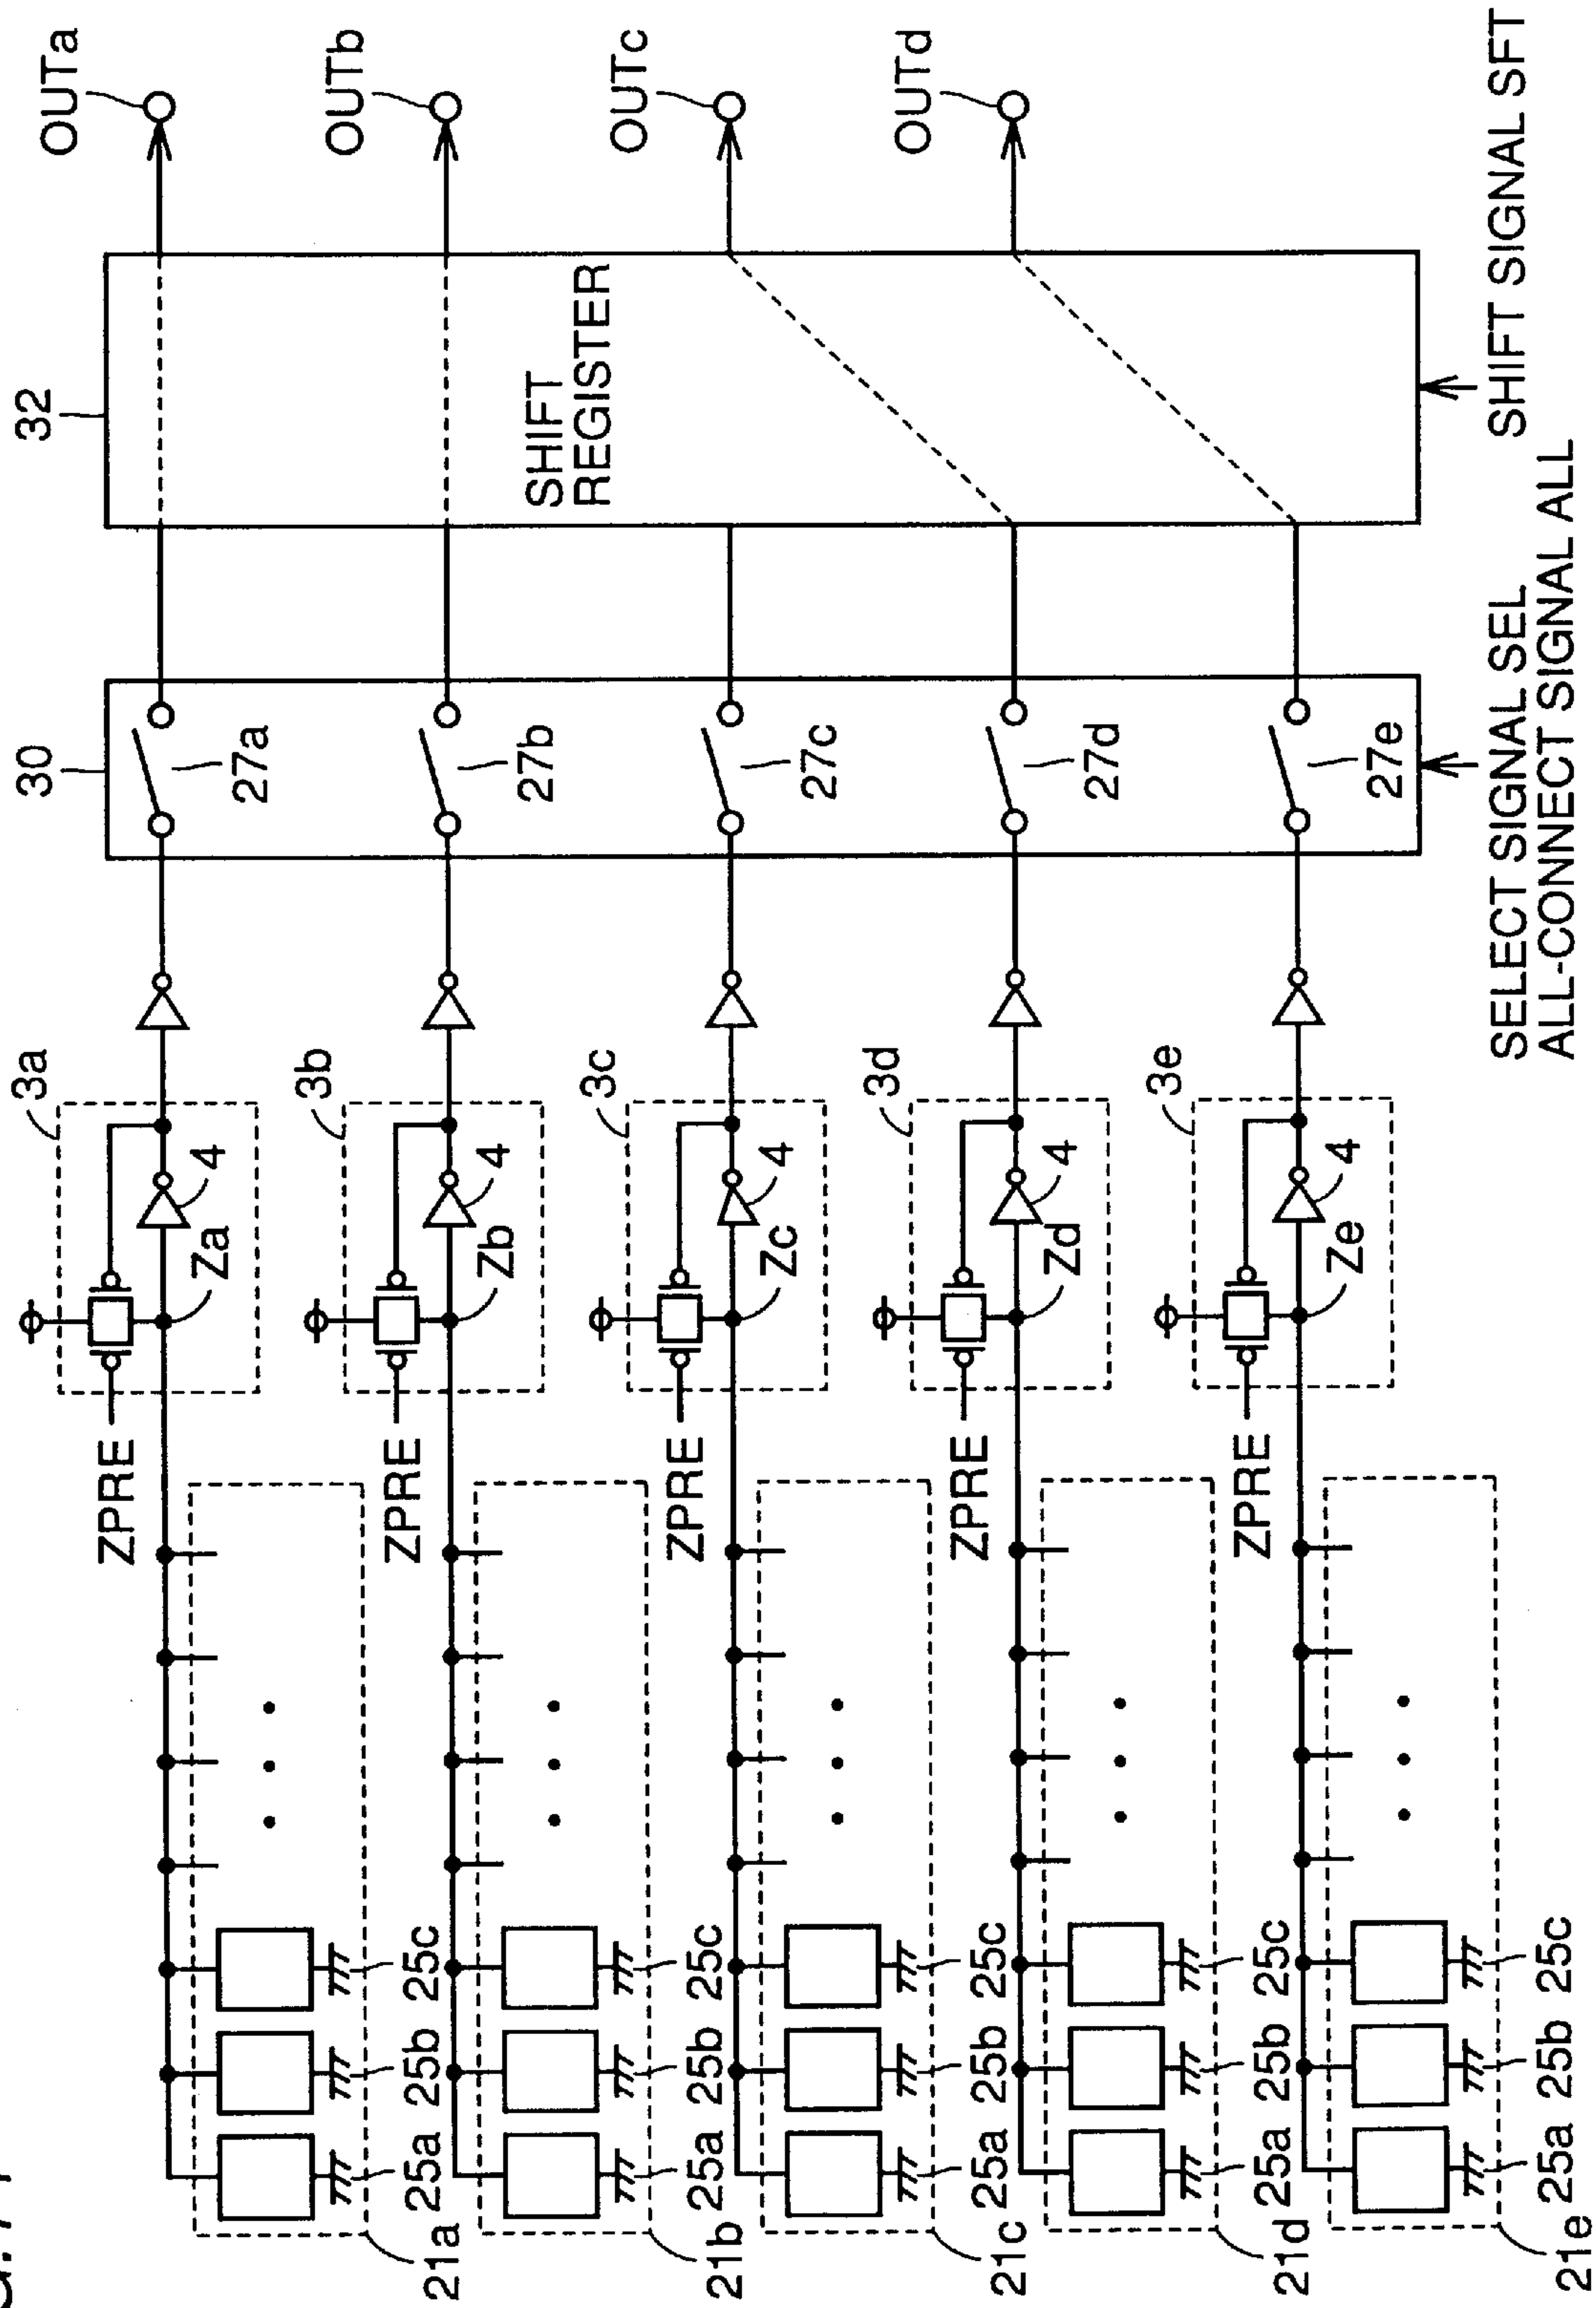 OUTa
OUTb
OUTc
OUTd
32
SHIFT
REGISTER
SHIFT SIGNAL SFT
30
27a
27b
27c
27d
27e
SELECT SIGNAL SEL
ALL-CONNECT SIGNAL ALL
3a
3b
3c
3d
3e
4
4
4
4
4
Za
Zb
Zc
Zd
Ze
ZPRE
ZPRE
ZPRE
ZPRE
ZPRE
25a 25b 25c
25a 25b 25c
25a 25b 25c
25a 25b 25c
25a 25b 25c
21a
21b
21c
21d
21e